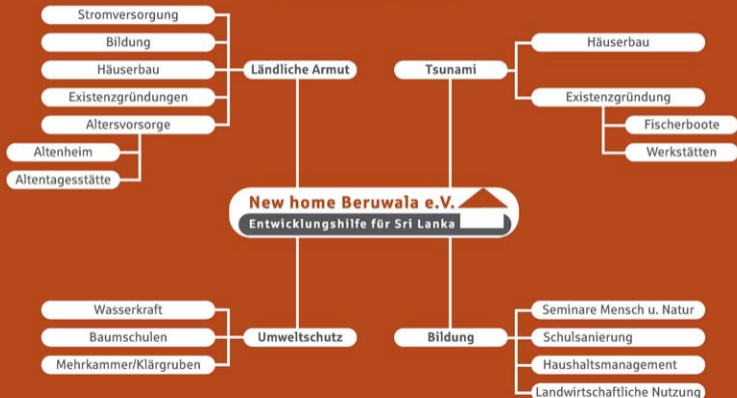 Stromversorgung
Bildung
Häuserbau
Existenzgründungen
Altersvorsorge
Altenheim
Altentagesstätte
Ländliche Armut
Tsunami
Häuserbau
Existenzgründung
Fischerboote
Werkstätten
New home Beruwala e.V.
Entwicklungshilfe für Sri Lanka
Wasserkraft
Baumschulen
Mehrkammer/Klärgruben
Umweltschutz
Bildung
Seminare Mensch u. Natur
Schulsanierung
Haushaltsmanagement
Landwirtschaftliche Nutzung